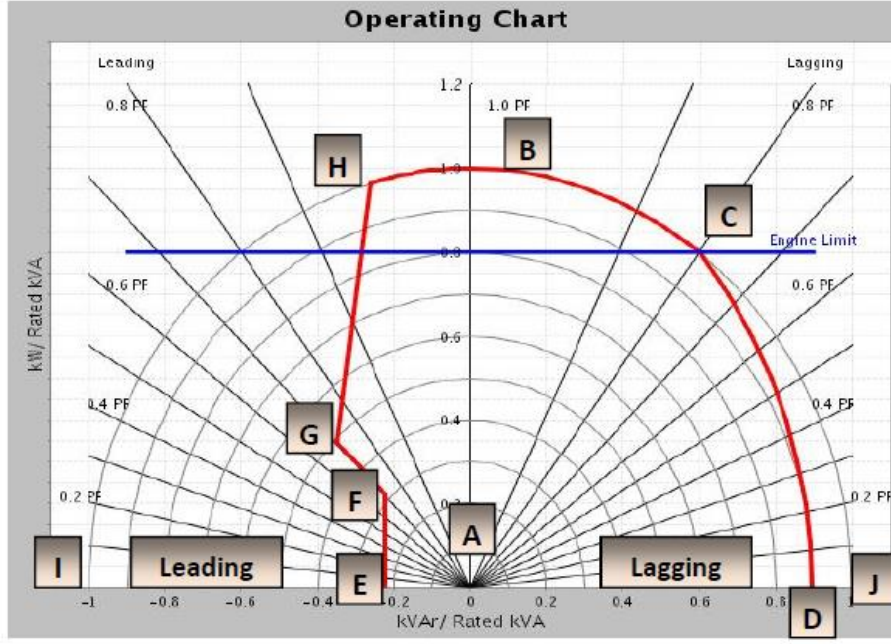 Operating Chart
Leading
Lagging
1.2
0.8 PF
1.0 PF
0.8 PF
H
1.0
B
C
Engine Limit
0.8
0.6 PF
0.6 PF
kW/ Rated kVA
0.6
0.4 PF
0.4
0.4 PF
G
F
0.2 PF
0.2 PF
A
I
Leading
E
Lagging
J
D
-1
-0.8
-0.6
-0.4
0
0.2
0.4
0.6
0.8
kVAr/ Rated kVA